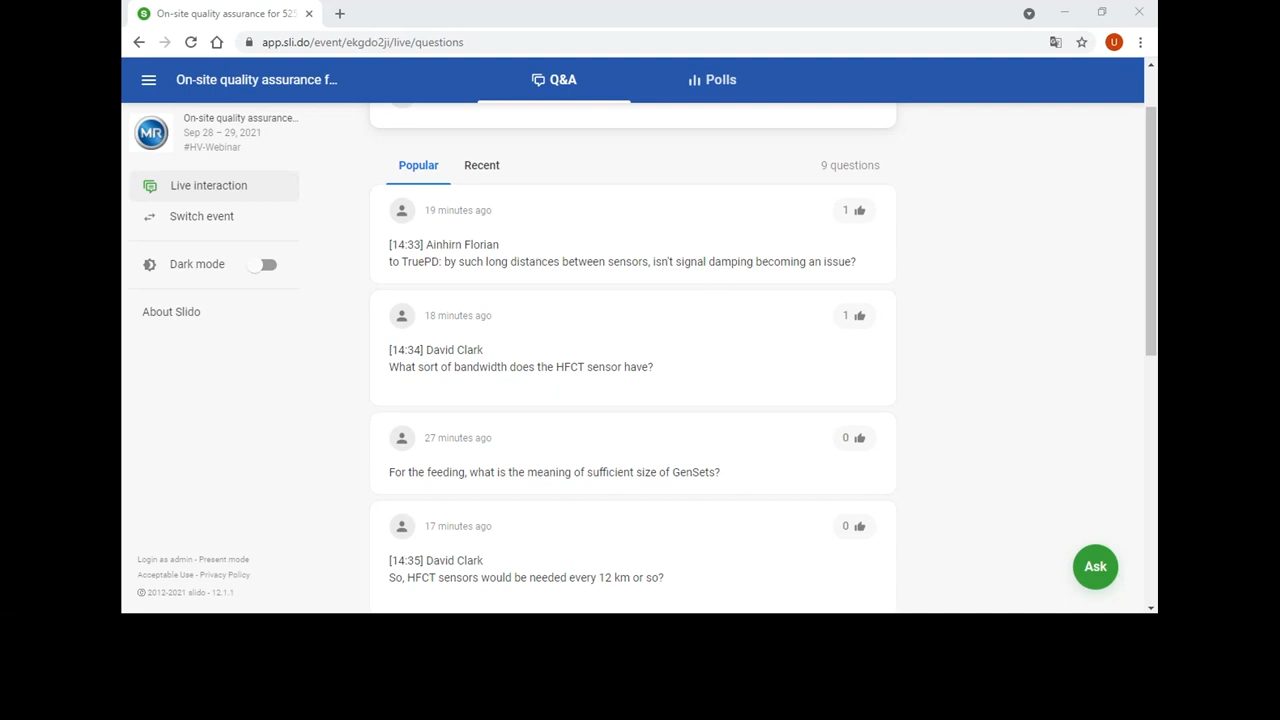 On-site quality assurance for 525
app.sli.do/event/ekgdo2ji/live/questions
U
On-site quality assurance f...
Q&A
Polls
MR
On-site quality assurance...
Sep 28 – 29, 2021
#HV-Webinar
Live interaction
Switch event
Dark mode
About Slido
Login as admin - Present mode
Acceptable Use - Privacy Policy
© 2012-2021 slido - 12.1.1
Popular
Recent
9 questions
19 minutes ago
1
[14:33] Ainhirn Florian
to TruePD: by such long distances between sensors, isn't signal damping becoming an issue?
18 minutes ago
1
[14:34] David Clark
What sort of bandwidth does the HFCT sensor have?
27 minutes ago
0
For the feeding, what is the meaning of sufficient size of GenSets?
17 minutes ago
0
[14:35] David Clark
So, HFCT sensors would be needed every 12 km or so?
Ask